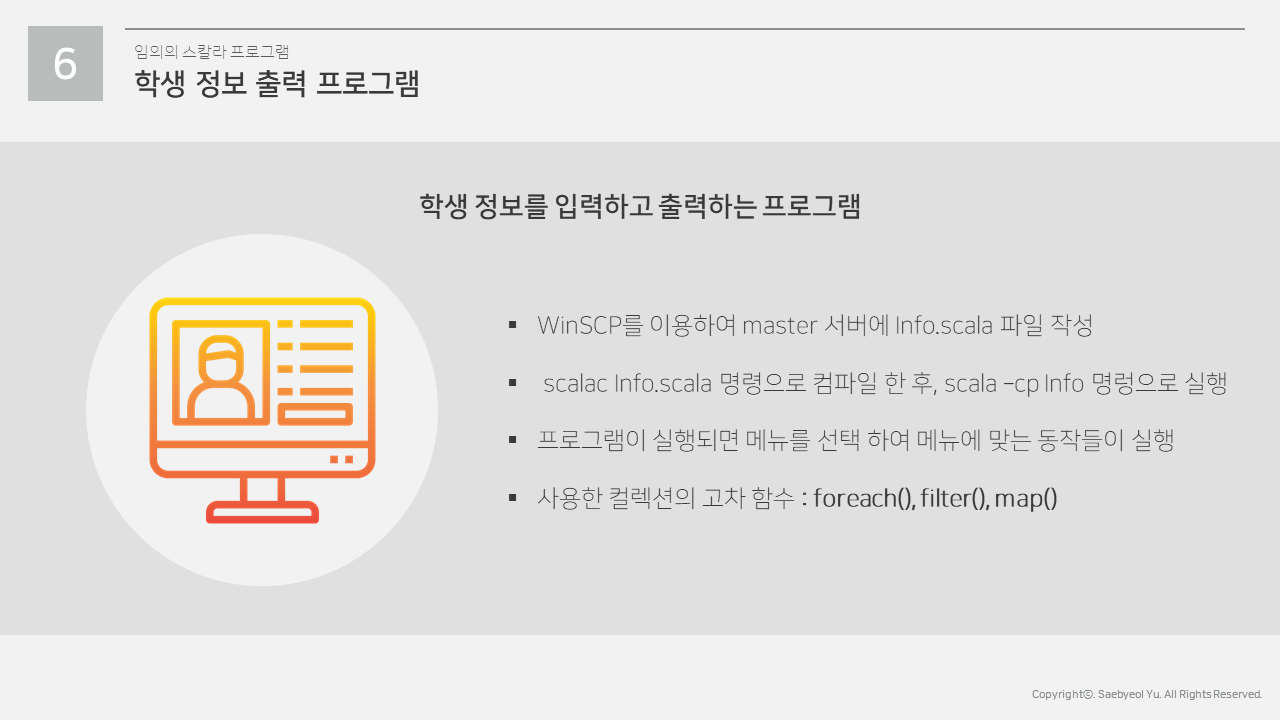 6
임의의 스칼라 프로그램
학생 정보 출력 프로그램
학생 정보를 입력하고 출력하는 프로그램
▪ WinSCP를 이용하여 master 서버에 Info.scala 파일 작성
▪ scalac Info.scala 명령으로 컴파일 한 후, scala –cp Info 명렁으로 실행
▪ 프로그램이 실행되면 메뉴를 선택 하여 메뉴에 맞는 동작들이 실행
▪ 사용한 컬렉션의 고차 함수 : foreach(), filter(), map()
Copyrightⓒ. Saebyeol Yu. All Rights Reserved.